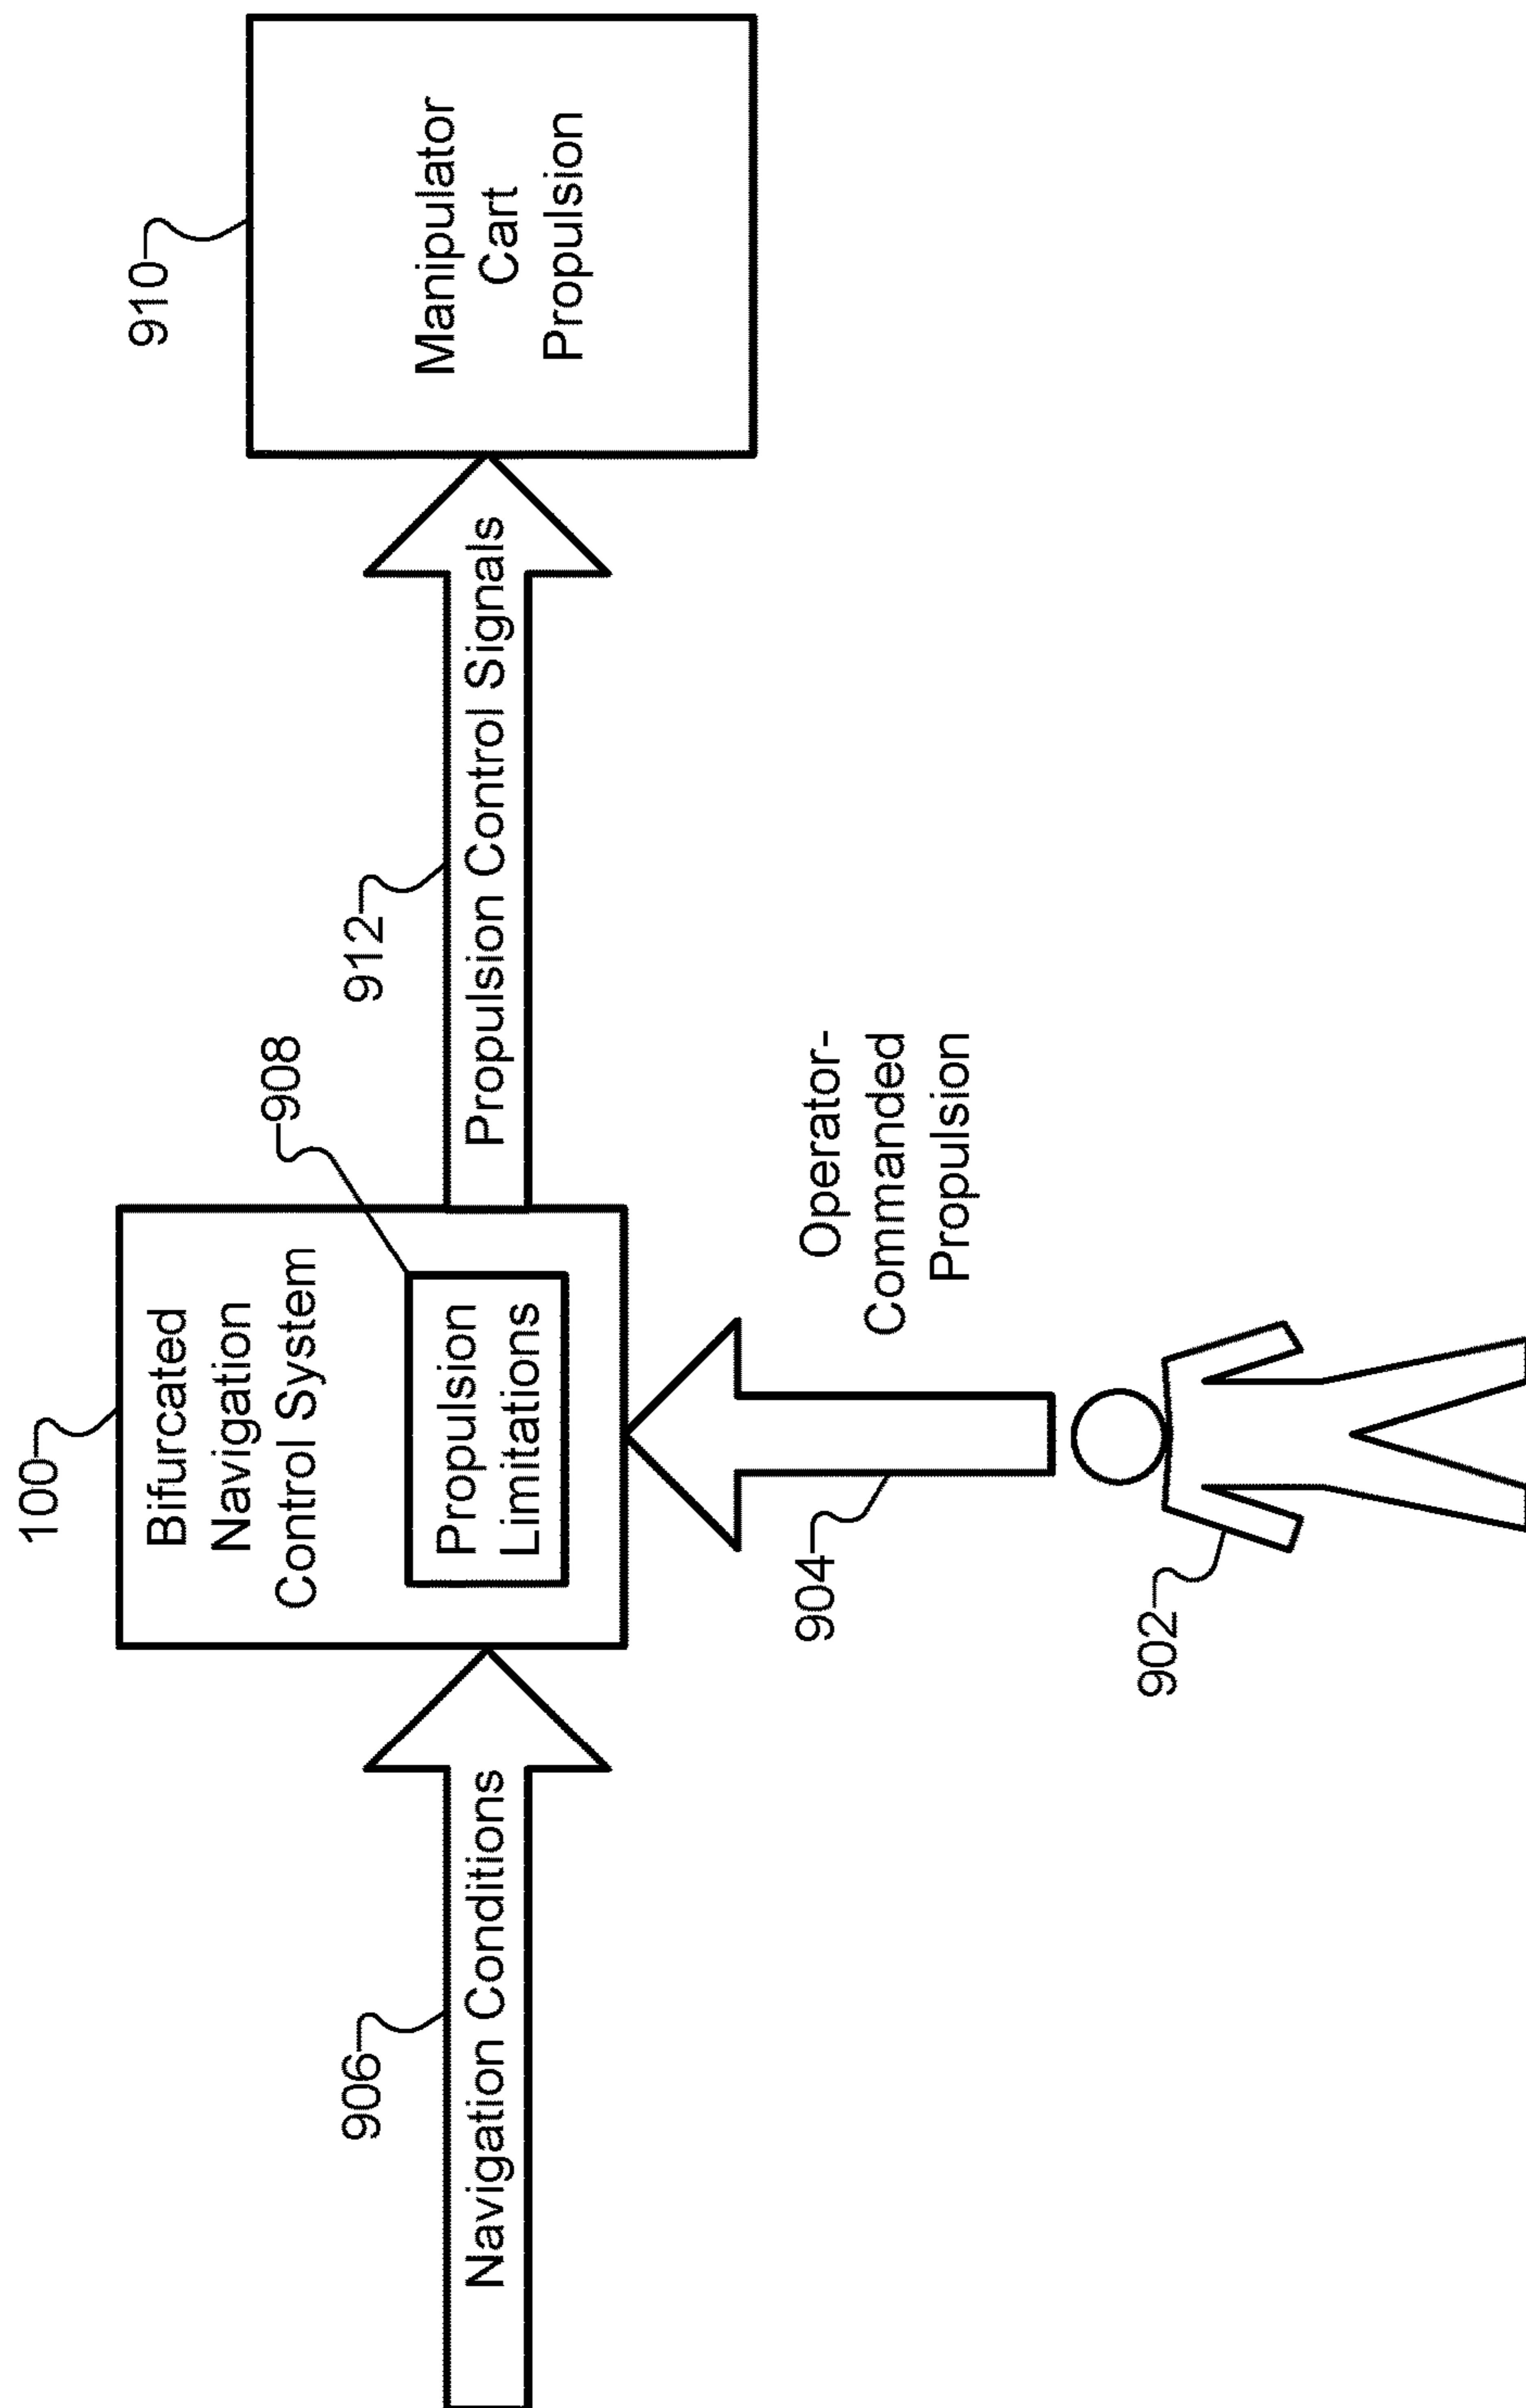 100
Bifurcated
Navigation
Control System
908
Propulsion
Limitations
906
Navigation Conditions
912
Propulsion Control Signals
910
Manipulator
Cart
Propulsion
904
Operator-
Commanded
Propulsion
902